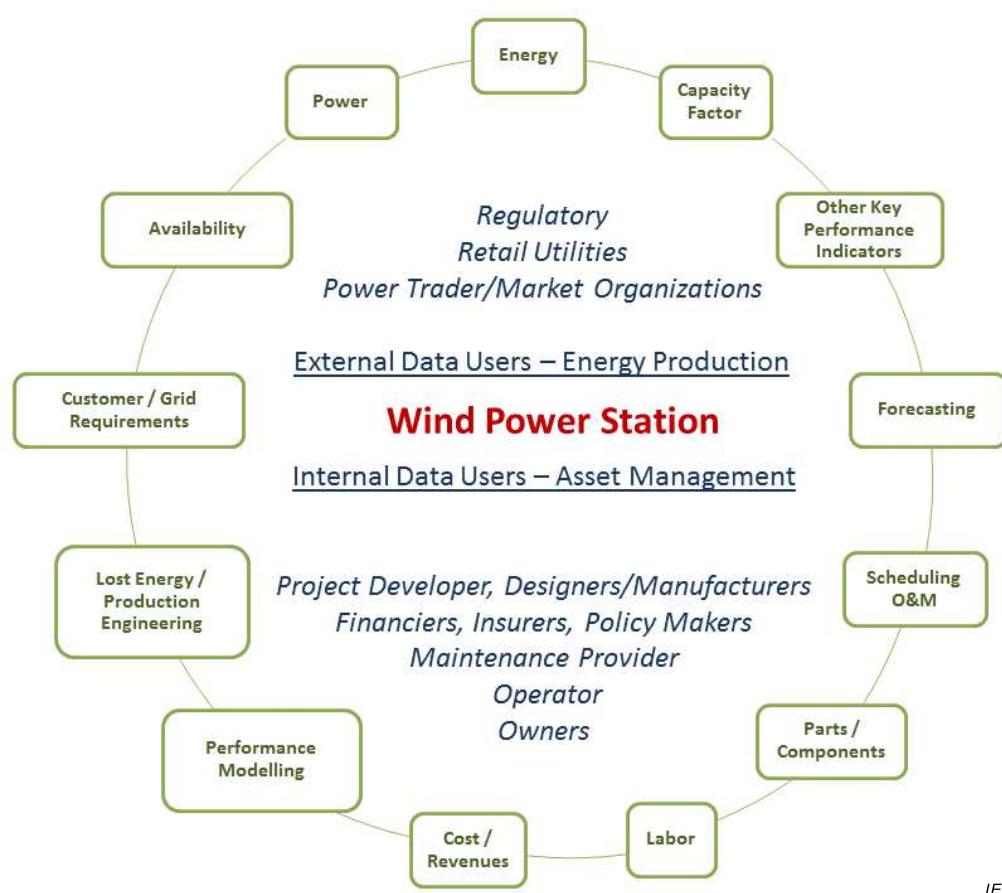 Energy
Power
Capacity
Factor
Availability
Other Key
Performance
Indicators
Regulatory
Retail Utilities
Power Trader/Market Organizations
External Data Users – Energy Production
Customer / Grid
Requirements
Wind Power Station
Forecasting
Internal Data Users – Asset Management
Lost Energy /
Production
Engineering
Project Developer, Designers/Manufacturers
Financiers, Insurers, Policy Makers
Maintenance Provider
Operator
Owners
Scheduling
O&M
Performance
Modelling
Parts /
Components
Cost /
Revenues
Labor